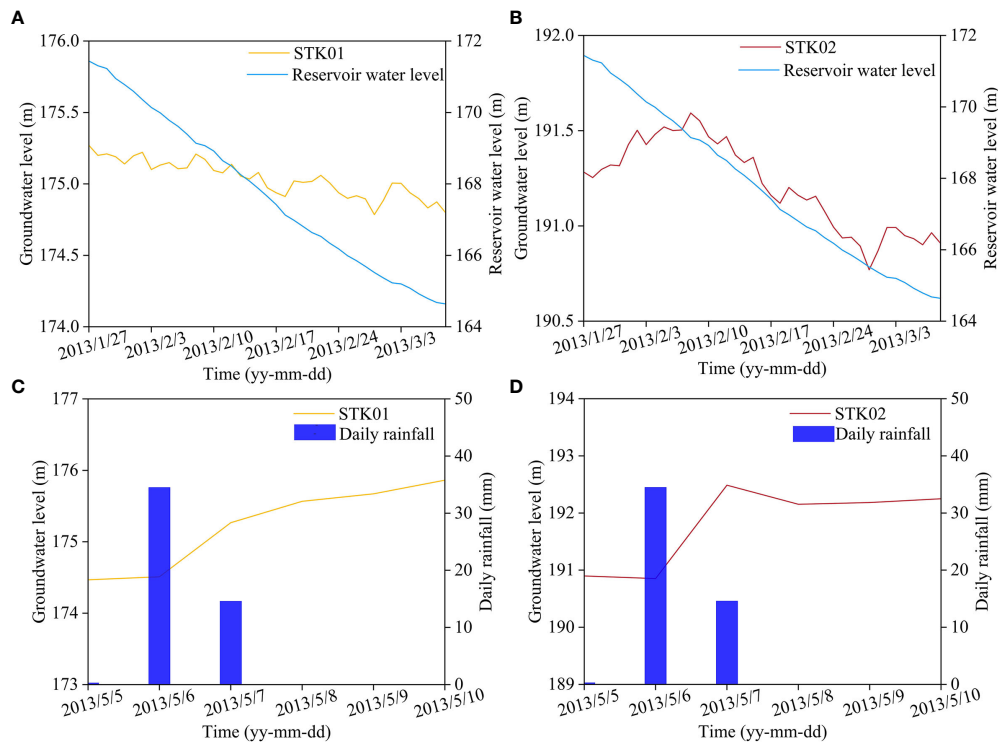 A
176.0
175.5
175.0
174.5
174.0
Groundwater level (m)
STK01
Reservoir water level
172
170
168
166
164
Reservoir water level (m)
2013/1/27
2013/2/3
2013/2/10
2013/2/17
2013/2/24
2013/3/3
Time (yy-mm-dd)
B
192.0
191.5
191.0
190.5
Groundwater level (m)
STK02
Reservoir water level
172
170
168
166
164
Reservoir water level (m)
2013/1/27
2013/2/3
2013/2/10
2013/2/17
2013/2/24
2013/3/3
Time (yy-mm-dd)
C
177
176
175
174
173
Groundwater level (m)
STK01
Daily rainfall
50
40
30
20
10
0
Daily rainfall (mm)
2013/5/5
2013/5/6
2013/5/7
2013/5/8
2013/5/9
2013/5/10
Time (yy-mm-dd)
D
194
193
192
191
190
189
Groundwater level (m)
STK02
Daily rainfall
50
40
30
20
10
0
Daily rainfall (mm)
2013/5/5
2013/5/6
2013/5/7
2013/5/8
2013/5/9
2013/5/10
Time (yy-mm-dd)